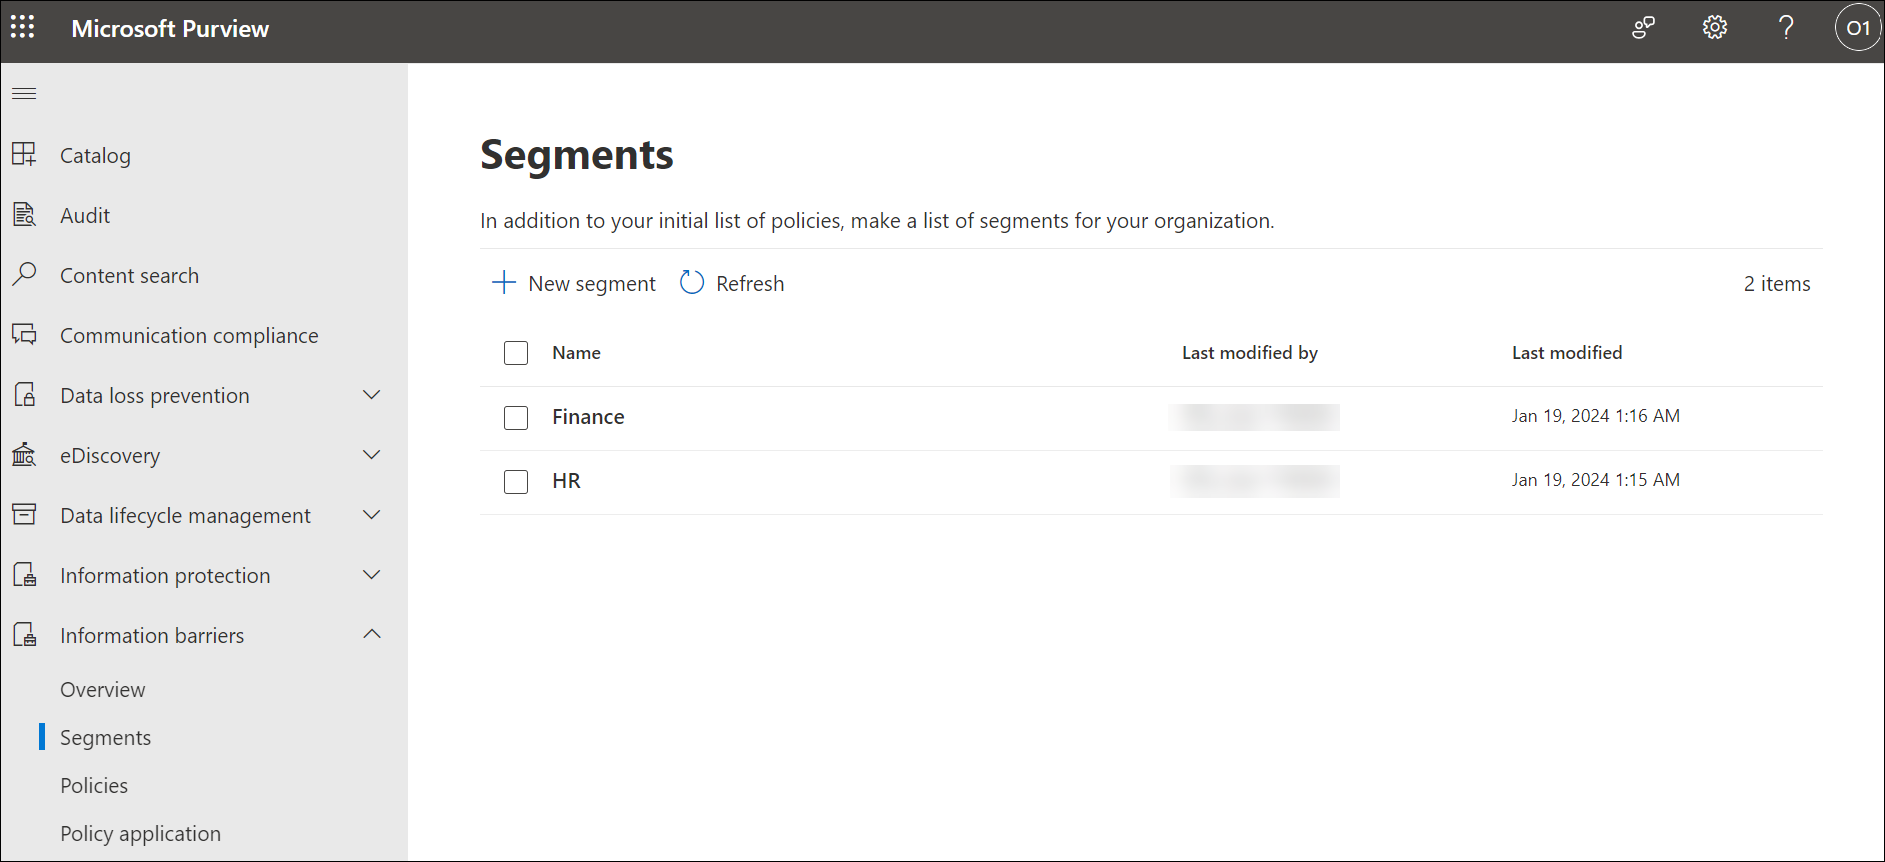 Microsoft Purview
O1
Catalog
Audit
Content search
Communication compliance
Data loss prevention
eDiscovery
Data lifecycle management
Information protection
Information barriers
Overview
Segments
Policies
Policy application
Segments
In addition to your initial list of policies, make a list of segments for your organization.
New segment Refresh 2 items
Name Last modified by Last modified
Finance Jan 19, 2024 1:16 AM
HR Jan 19, 2024 1:15 AM